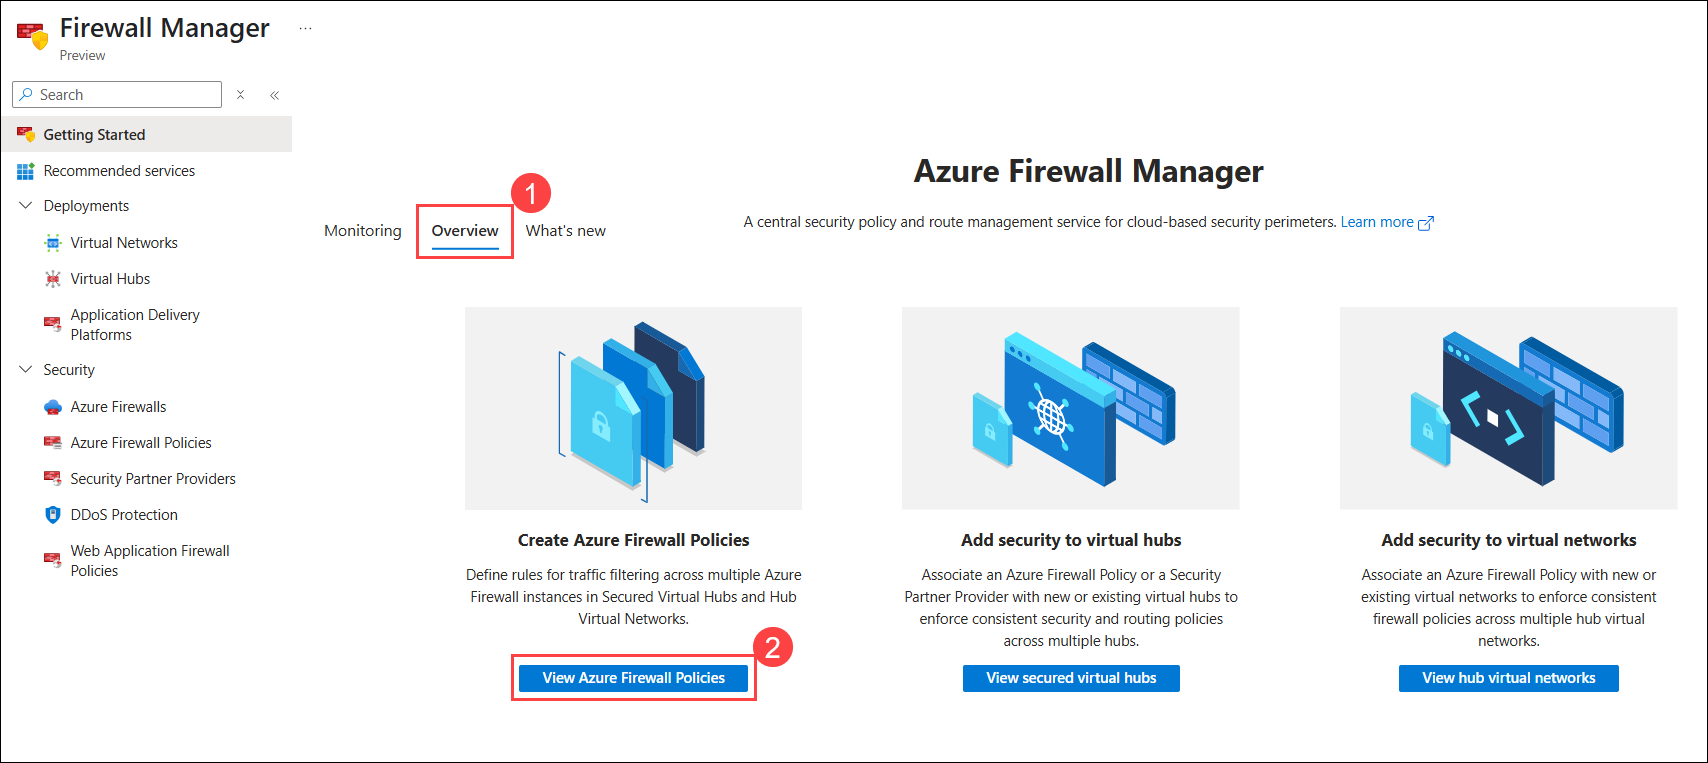 Firewall Manager
...
Preview
Search
Getting Started
Recommended services
Deployments
Virtual Networks
Virtual Hubs
Application Delivery
Platforms
Security
Azure Firewalls
Azure Firewall Policies
Security Partner Providers
DDoS Protection
Web Application Firewall
Policies
Azure Firewall Manager
A central security policy and route management service for cloud-based security perimeters. Learn more
1
Monitoring Overview What's new
Create Azure Firewall Policies
Define rules for traffic filtering across multiple Azure
Firewall instances in Secured Virtual Hubs and Hub
Virtual Networks.
2
View Azure Firewall Policies
Add security to virtual hubs
Associate an Azure Firewall Policy or a Security
Partner Provider with new or existing virtual hubs to
enforce consistent security and routing policies
across multiple hubs.
View secured virtual hubs
Add security to virtual networks
Associate an Azure Firewall Policy with new or
existing virtual networks to enforce consistent
firewall policies across multiple hub virtual
networks.
View hub virtual networks